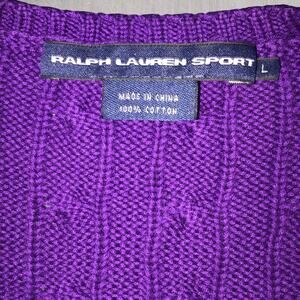 RALPH LAUREN SPORT
L
MADE IN CHINA
100% COTTON